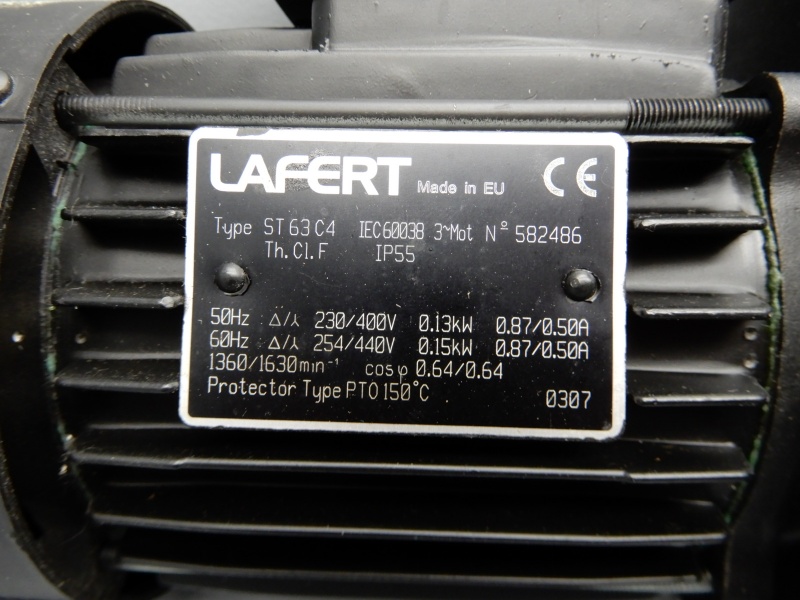 LAFERT Made in EU CE
Type ST 63 C4 IEC60038 3~Mot N° 582486
Th.Cl.F IP55
50Hz Δ/⅄ 230/400V 0.13kW 0.87/0.50A
60Hz Δ/⅄ 254/440V 0.15kW 0.87/0.50A
1360/1630min⁻¹ cosφ 0.64/0.64
Protector Type PTO 150°C 0307